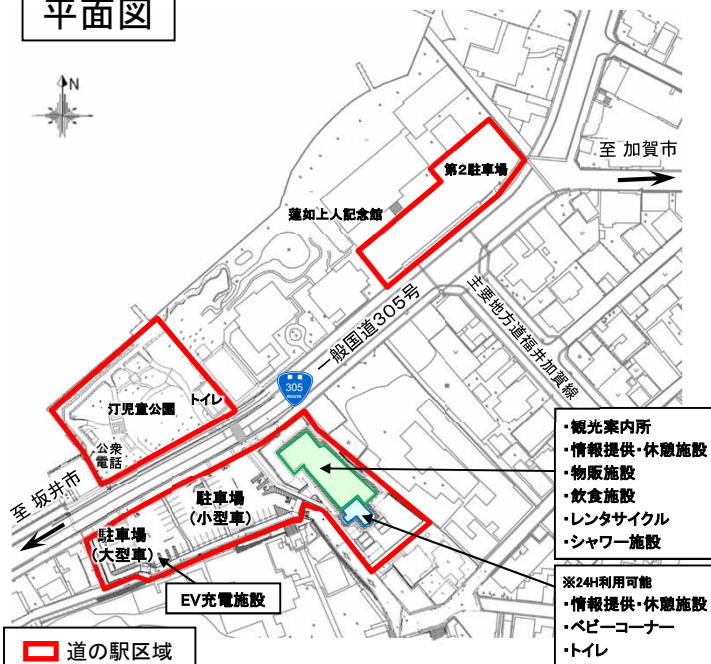 平面図
N
至 加賀市
第2駐車場
蓮如上人記念館
主要地方道福井加賀線
一般国道305号
国道
305
ROUTE
汀児童公園
トイレ
公衆
電話
至 坂井市
駐車場
(小型車)
駐車場
(大型車)
EV充電施設
・観光案内所
・情報提供・休憩施設
・物販施設
・飲食施設
・レンタサイクル
・シャワー施設
※24H利用可能
・情報提供・休憩施設
・ベビーコーナー
・トイレ
道の駅区域